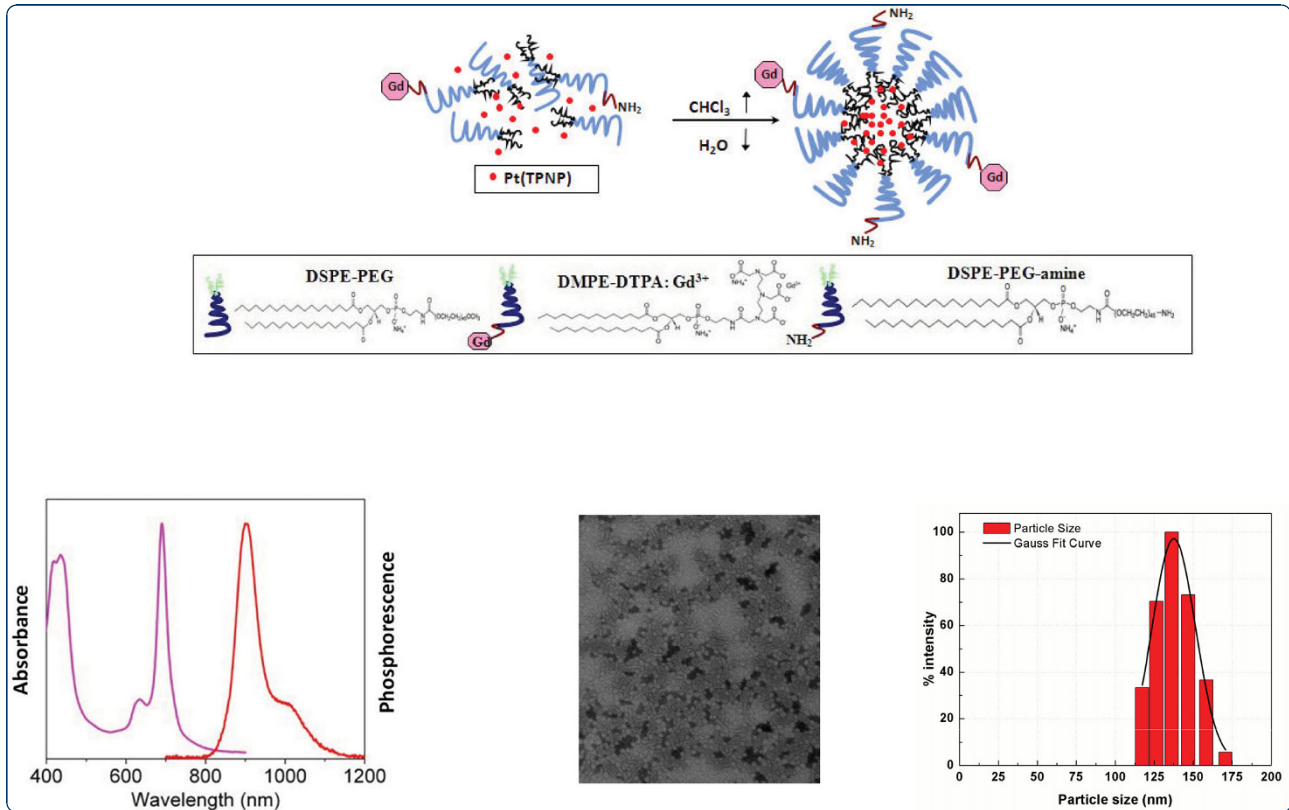 NH₂
Gd
Gd
NH₂
CHCl₃
H₂O
Pt(TPNP)
Gd
NH₂
DSPE-PEG
DMPE-DTPA: Gd³⁺
DSPE-PEG-amine
Gd
NH₂
Absorbance
Phosphorescence
400 600 800 1000 1200
Wavelength (nm)
% intensity
100
80
60
40
20
0
Particle Size
Gauss Fit Curve
0 25 50 75 100 125 150 175 200
Particle size (nm)